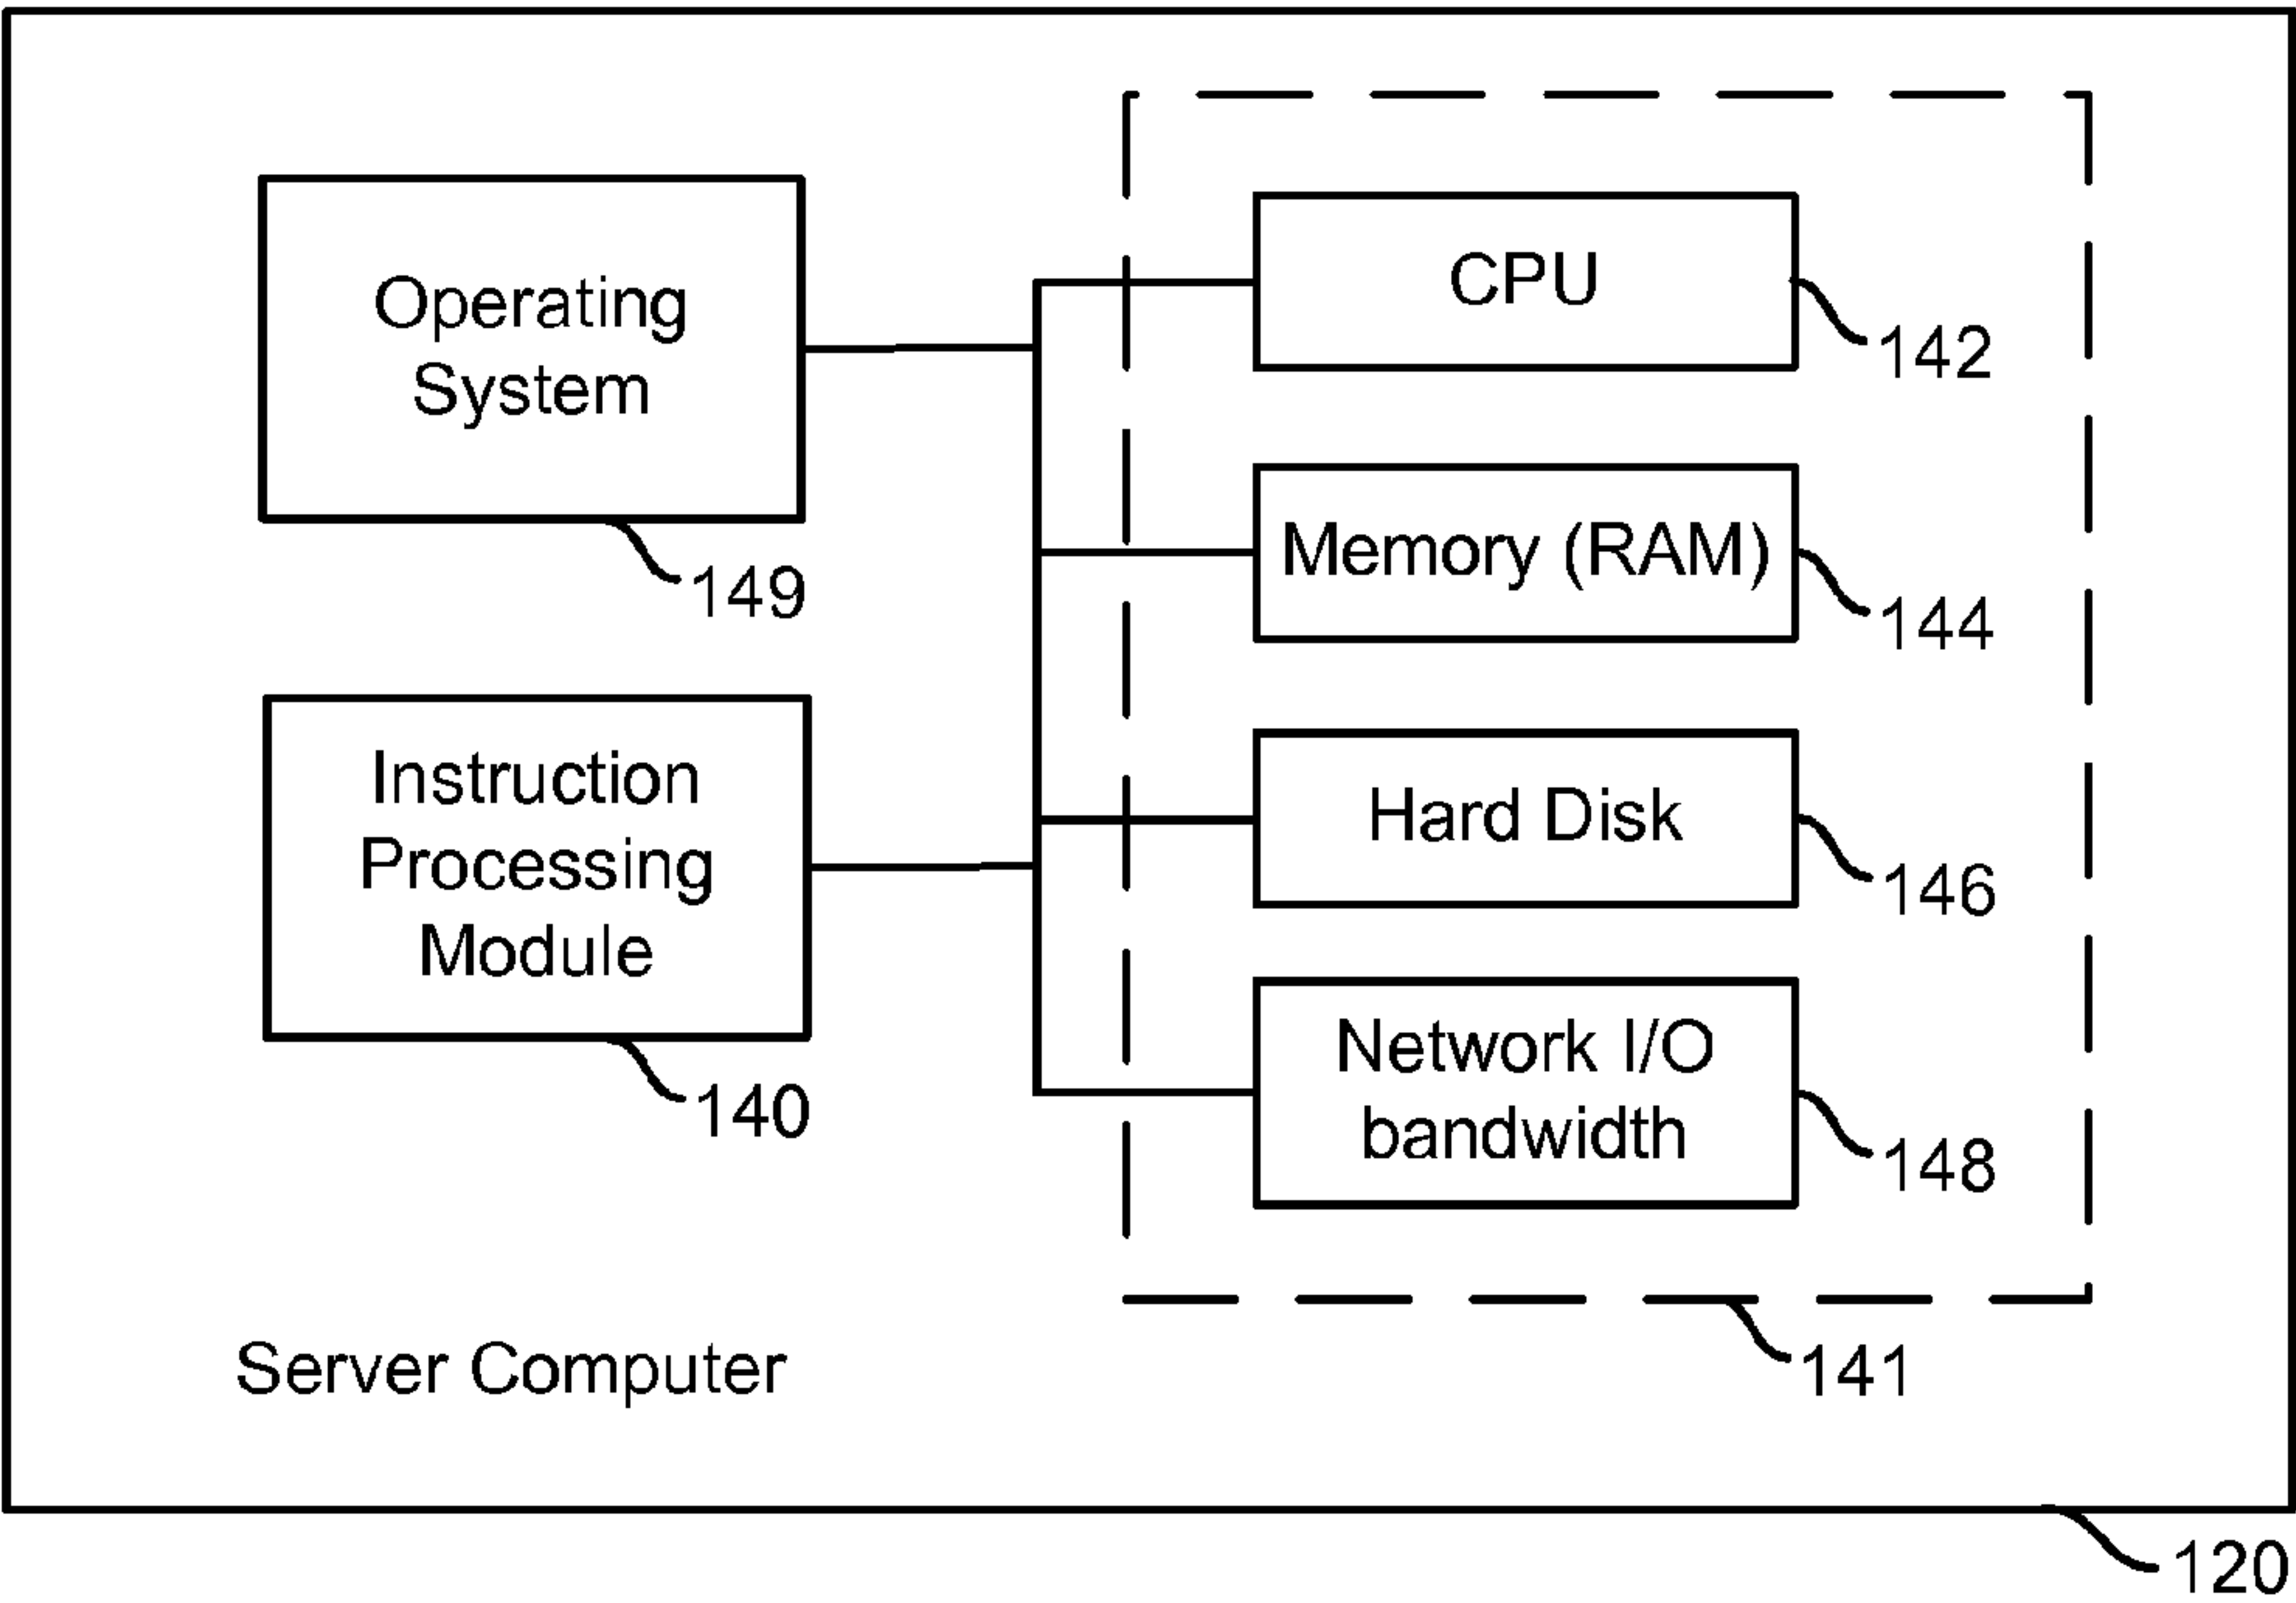 Operating
System
149
Instruction
Processing
Module
140
CPU
142
Memory (RAM)
144
Hard Disk
146
Network I/O
bandwidth
148
141
Server Computer
120